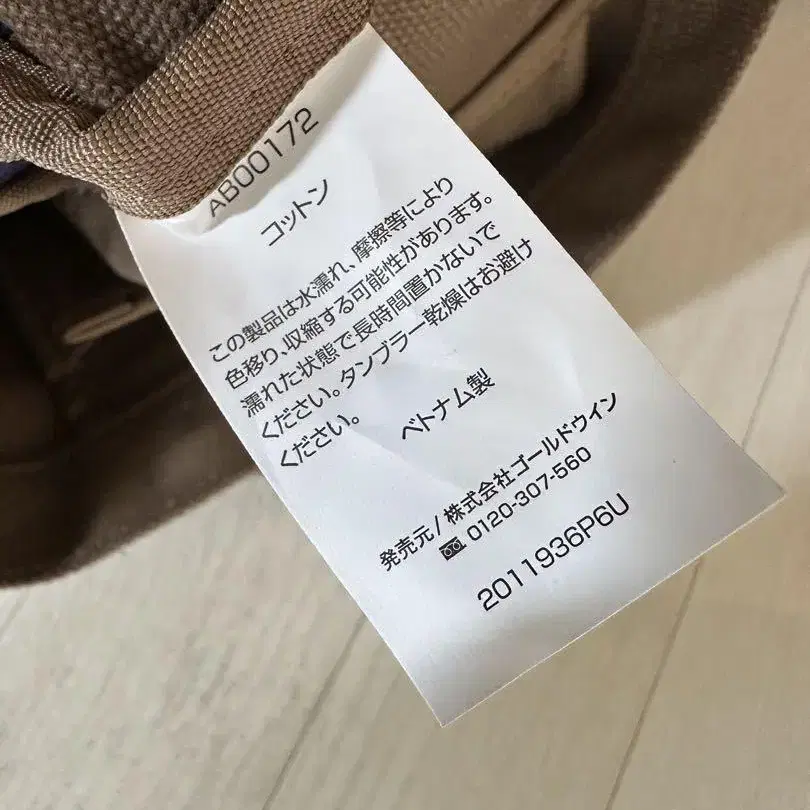 AB00172
コットン
この製品は水濡れ、摩擦等により
色移り、収縮する可能性があります。
濡れた状態で長時間置かないで
ください。タンブラー乾燥はお避け
ください。
ベトナム製
発売元/株式会社ゴールドウイン
0120-307-560
2011936P6U